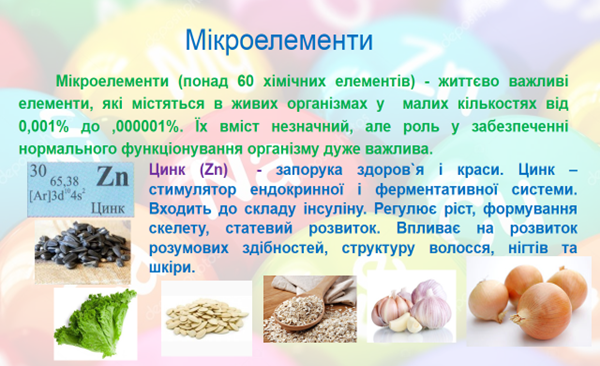 Мікроелементи
Мікроелементи (понад 60 хімічних елементів) - життєво важливі
елементи, які містяться в живих організмах у малих кількостях від
0,001% до ,000001%. Їх вміст незначний, але роль у забезпеченні
нормального функціонування організму дуже важлива.
30
65,38
Zn
[Ar]3d¹⁰4s²
Цинк
Цинк (Zn) - запорука здоров`я і краси. Цинк –
стимулятор ендокринної і ферментативної системи.
Входить до складу інсуліну. Регулює ріст, формування
скелету, статевий розвиток. Впливає на розвиток
розумових здібностей, структуру волосся, нігтів та
шкіри.